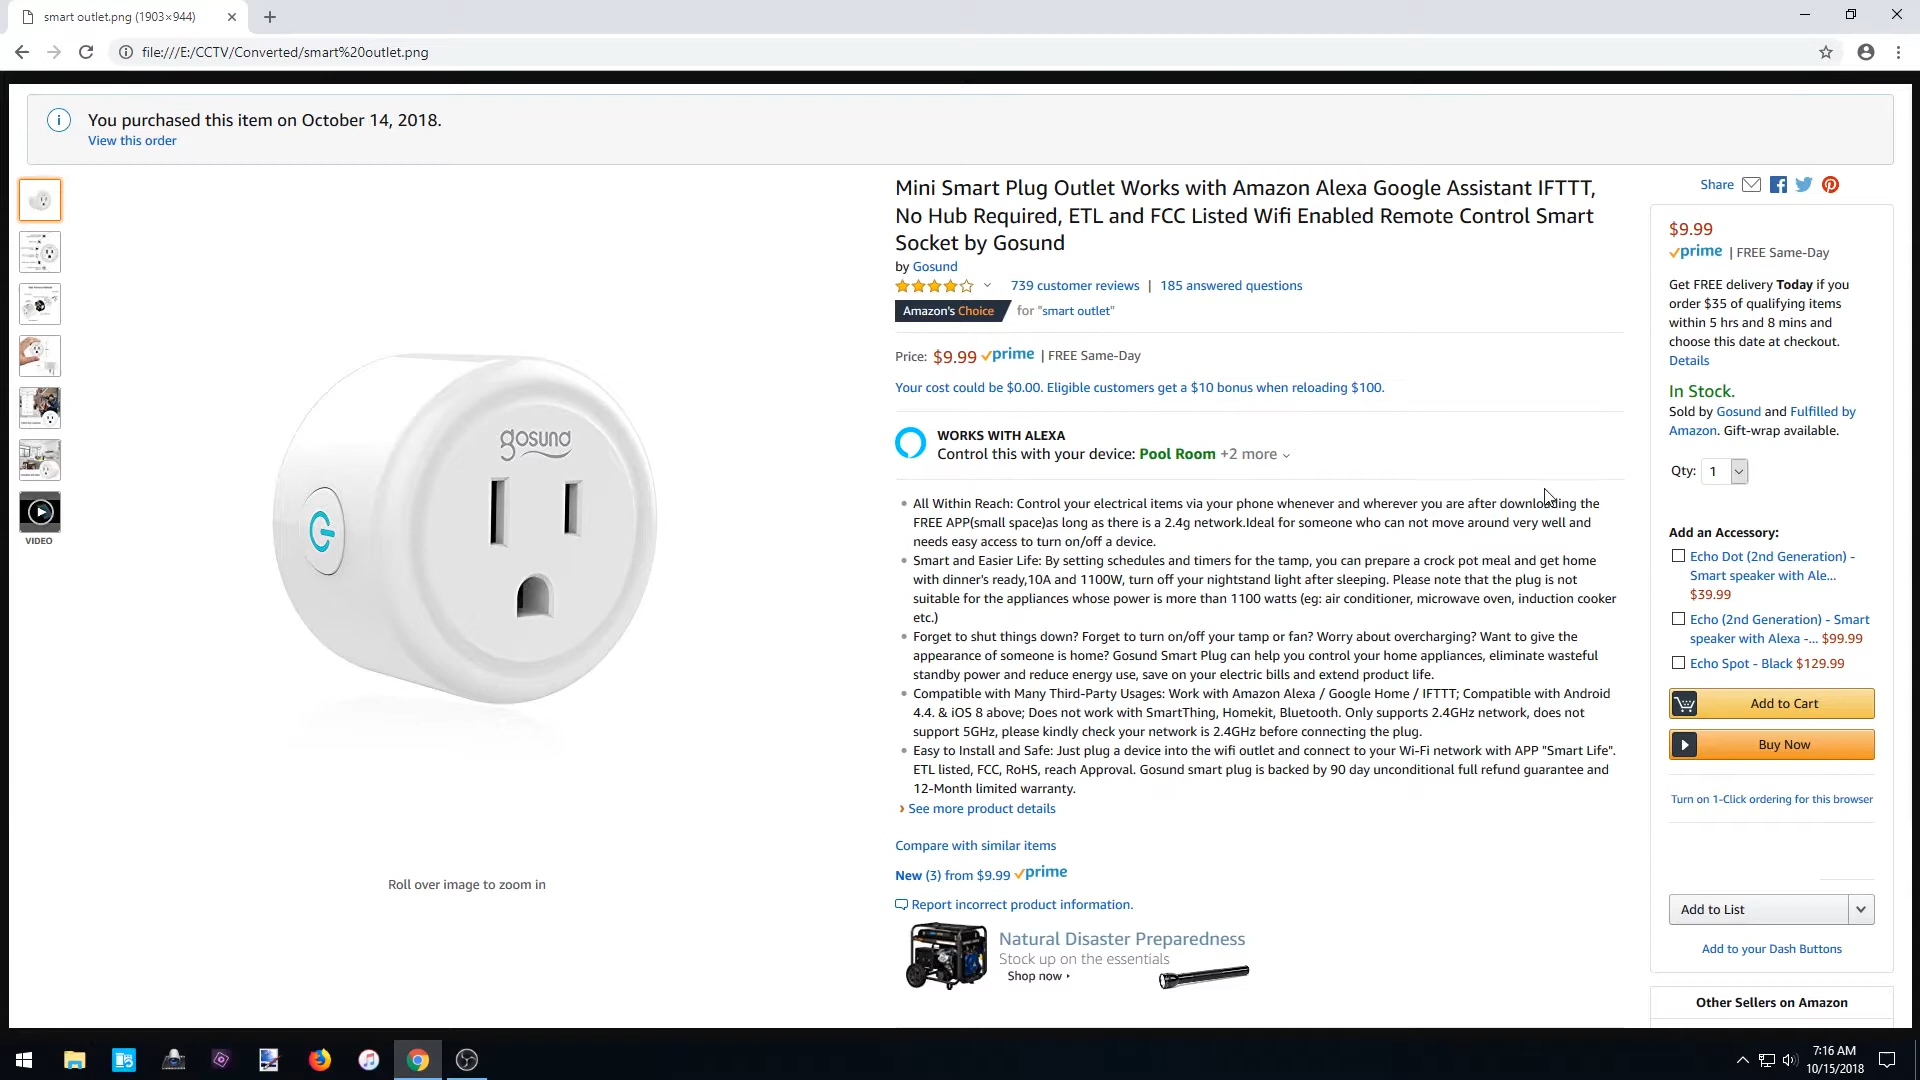 smart outlet.png (1903×944)
file:///E:/CCTV/Converted/smart%20outlet.png
You purchased this item on October 14, 2018.
View this order
VIDEO
gosund
Roll over image to zoom in
Mini Smart Plug Outlet Works with Amazon Alexa Google Assistant IFTTT,
No Hub Required, ETL and FCC Listed Wifi Enabled Remote Control Smart
Socket by Gosund
by Gosund
739 customer reviews | 185 answered questions
Amazon's Choice for "smart outlet"
Price: $9.99 prime | FREE Same-Day
Your cost could be $0.00. Eligible customers get a $10 bonus when reloading $100.
WORKS WITH ALEXA
Control this with your device: Pool Room +2 more
All Within Reach: Control your electrical items via your phone whenever and wherever you are after downloading the
FREE APP(small space)as long as there is a 2.4g network.Ideal for someone who can not move around very well and
needs easy access to turn on/off a device.
Smart and Easier Life: By setting schedules and timers for the tamp, you can prepare a crock pot meal and get home
with dinner's ready,10A and 1100W, turn off your nightstand light after sleeping. Please note that the plug is not
suitable for the appliances whose power is more than 1100 watts (eg: air conditioner, microwave oven, induction cooker
etc.)
Forget to shut things down? Forget to turn on/off your tamp or fan? Worry about overcharging? Want to give the
appearance of someone is home? Gosund Smart Plug can help you control your home appliances, eliminate wasteful
standby power and reduce energy use, save on your electric bills and extend product life.
Compatible with Many Third-Party Usages: Work with Amazon Alexa / Google Home / IFTTT; Compatible with Android
4.4. & iOS 8 above; Does not work with SmartThing, Homekit, Bluetooth. Only supports 2.4GHz network, does not
support 5GHz, please kindly check your network is 2.4GHz before connecting the plug.
Easy to Install and Safe: Just plug a device into the wifi outlet and connect to your Wi-Fi network with APP "Smart Life".
ETL listed, FCC, RoHS, reach Approval. Gosund smart plug is backed by 90 day unconditional full refund guarantee and
12-Month limited warranty.
› See more product details
Compare with similar items
New (3) from $9.99 prime
Report incorrect product information.
Natural Disaster Preparedness
Stock up on the essentials
Shop now
Share
$9.99
prime | FREE Same-Day
Get FREE delivery Today if you
order $35 of qualifying items
within 5 hrs and 8 mins and
choose this date at checkout.
Details
In Stock.
Sold by Gosund and Fulfilled by
Amazon. Gift-wrap available.
Qty: 1
Add an Accessory:
Echo Dot (2nd Generation) -
Smart speaker with Ale...
$39.99
Echo (2nd Generation) - Smart
speaker with Alexa -... $99.99
Echo Spot - Black $129.99
Add to Cart
Buy Now
Turn on 1-Click ordering for this browser
Add to List
Add to your Dash Buttons
Other Sellers on Amazon
7:16 AM
10/15/2018